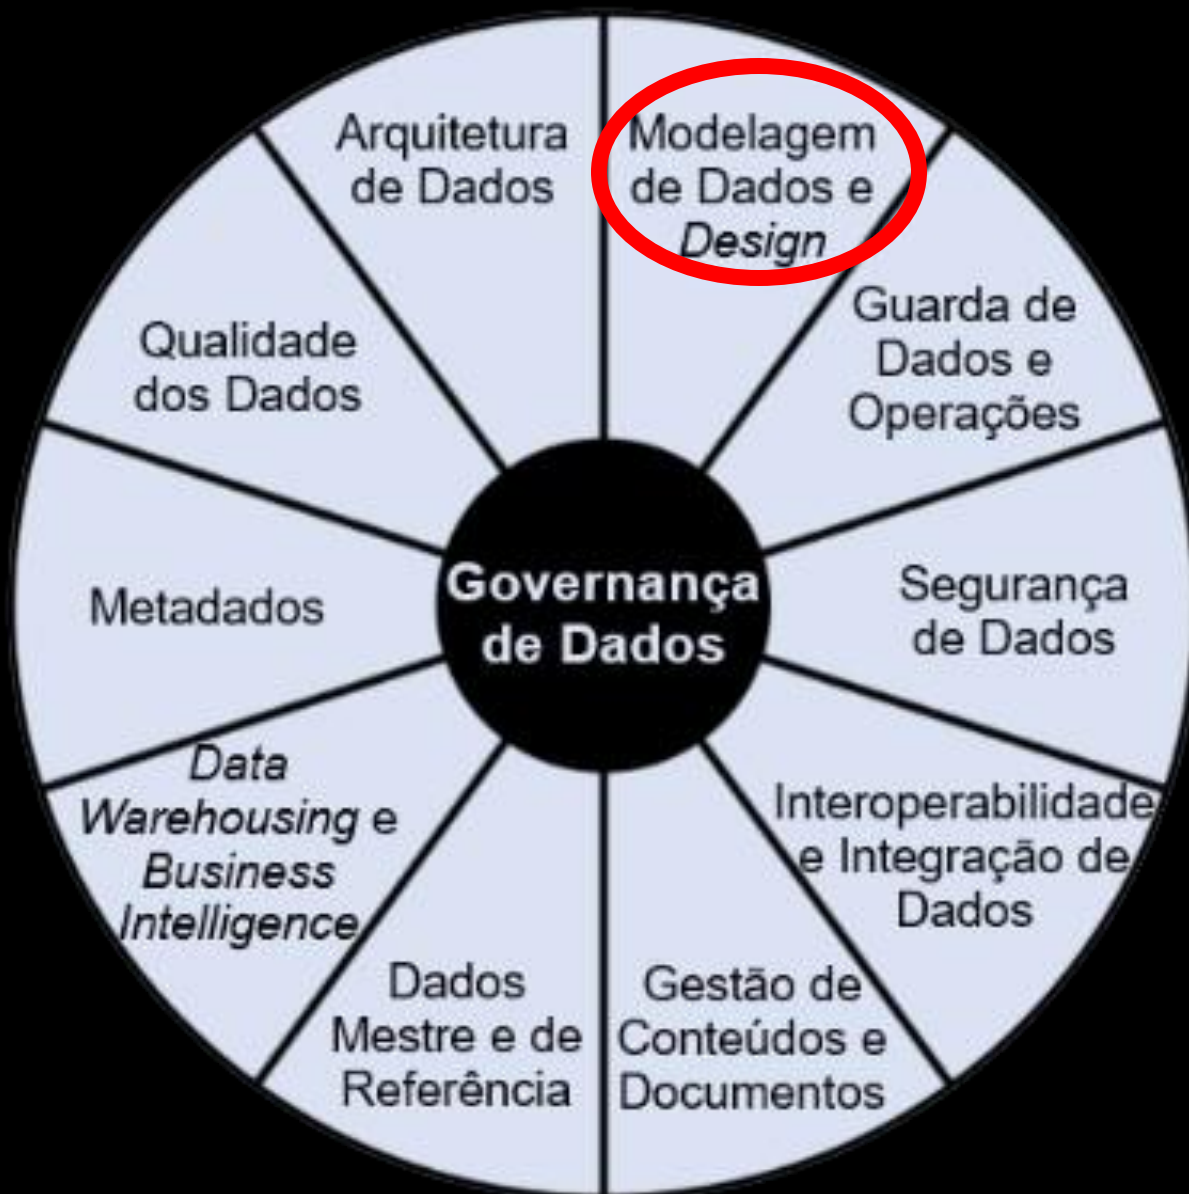 Arquitetura
de Dados
Modelagem
de Dados e
Design
Guarda de
Dados e
Operações
Segurança
de Dados
Interoperabilidade
e Integração de
Dados
Gestão de
Conteúdos e
Documentos
Dados
Mestre e de
Referência
Data
Warehousing e
Business
Intelligence
Metadados
Qualidade
dos Dados
Governança
de Dados